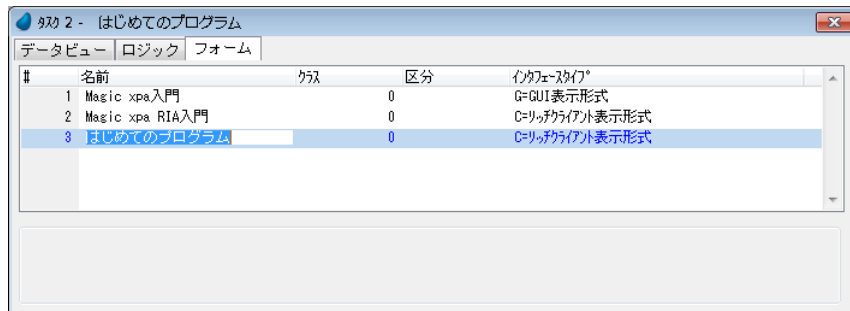 ﾀｽｸ 2 - はじめてのプログラム
データビュー ロジック フォーム
# 名前 ｸﾗｽ 区分 ｲﾝﾀﾌｪｰｽﾀｲﾌﾟ
1 Magic xpa入門 0 G=GUI表示形式
2 Magic xpa RIA入門 0 C=ﾘｯﾁｸﾗｲｱﾝﾄ表示形式
3 はじめてのプログラム 0 C=ﾘｯﾁｸﾗｲｱﾝﾄ表示形式